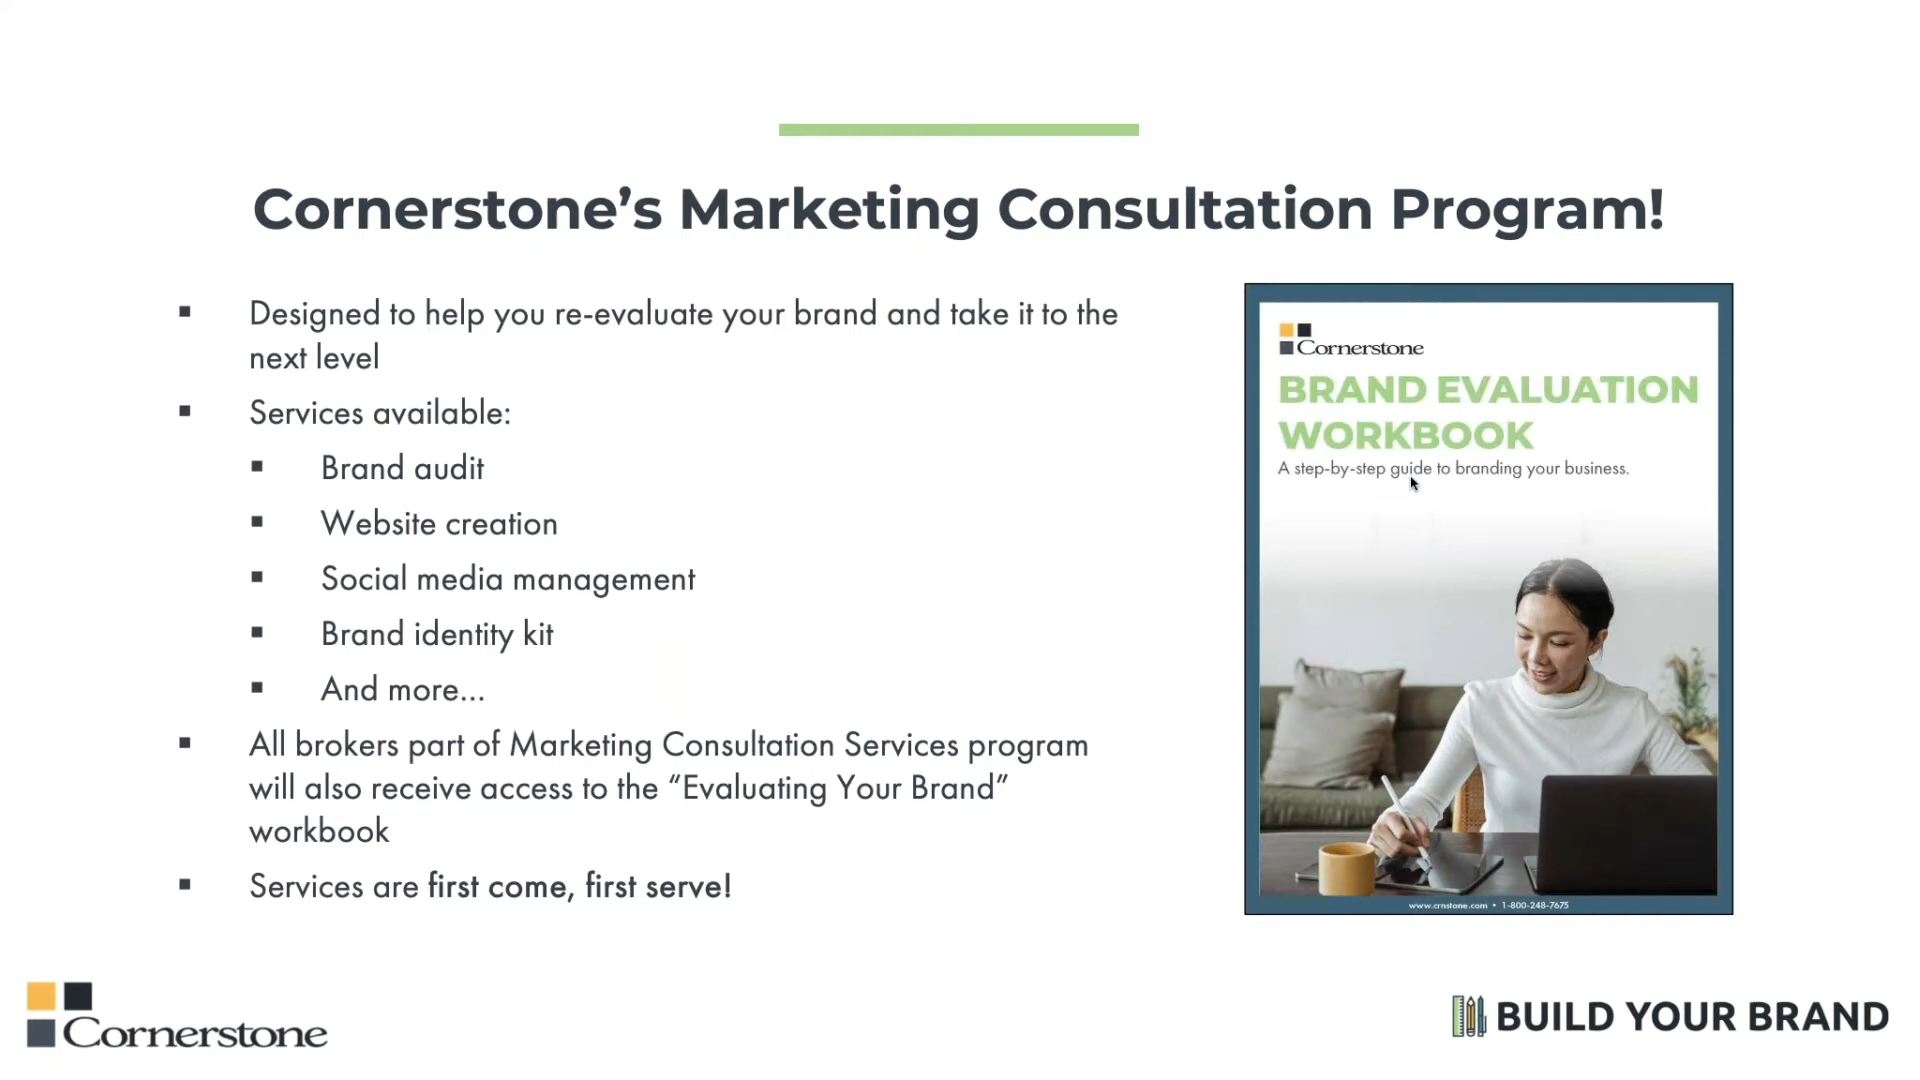 Cornerstone’s Marketing Consultation Program!
Designed to help you re-evaluate your brand and take it to the
next level
Services available:
Brand audit
Website creation
Social media management
Brand identity kit
And more...
All brokers part of Marketing Consultation Services program
will also receive access to the “Evaluating Your Brand”
workbook
Services are first come, first serve!
Cornerstone
BRAND EVALUATION
WORKBOOK
A step-by-step guide to branding your business.
www.crnstone.com • 1-800-248-7675
Cornerstone
BUILD YOUR BRAND